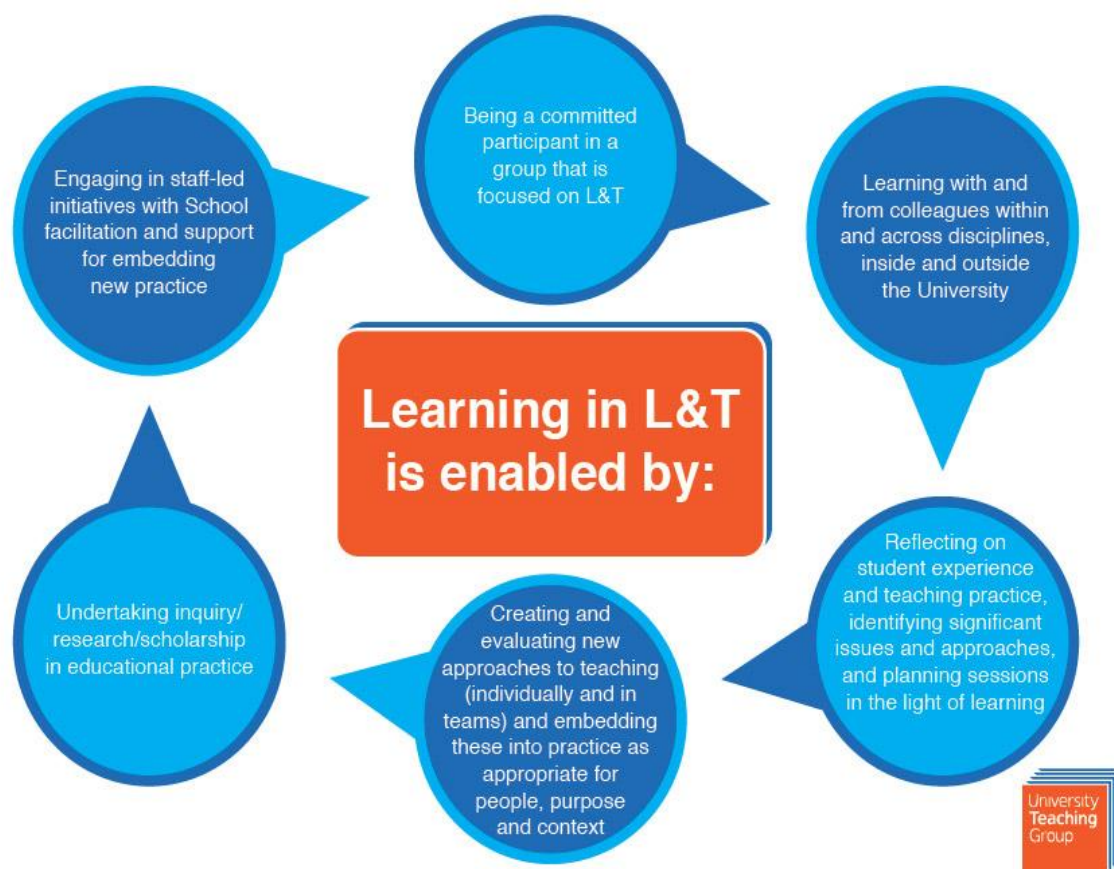 Being a committed
participant in a
group that is
focused on L&T
Learning with and
from colleagues within
and across disciplines,
inside and outside
the University
Reflecting on
student experience
and teaching practice,
identifying significant
issues and approaches,
and planning sessions
in the light of learning
Creating and
evaluating new
approaches to teaching
(individually and in
teams) and embedding
these into practice as
appropriate for
people, purpose
and context
Undertaking inquiry/
research/scholarship
in educational practice
Engaging in staff-led
initiatives with School
facilitation and support
for embedding
new practice
Learning in L&T
is enabled by:
University
Teaching
Group